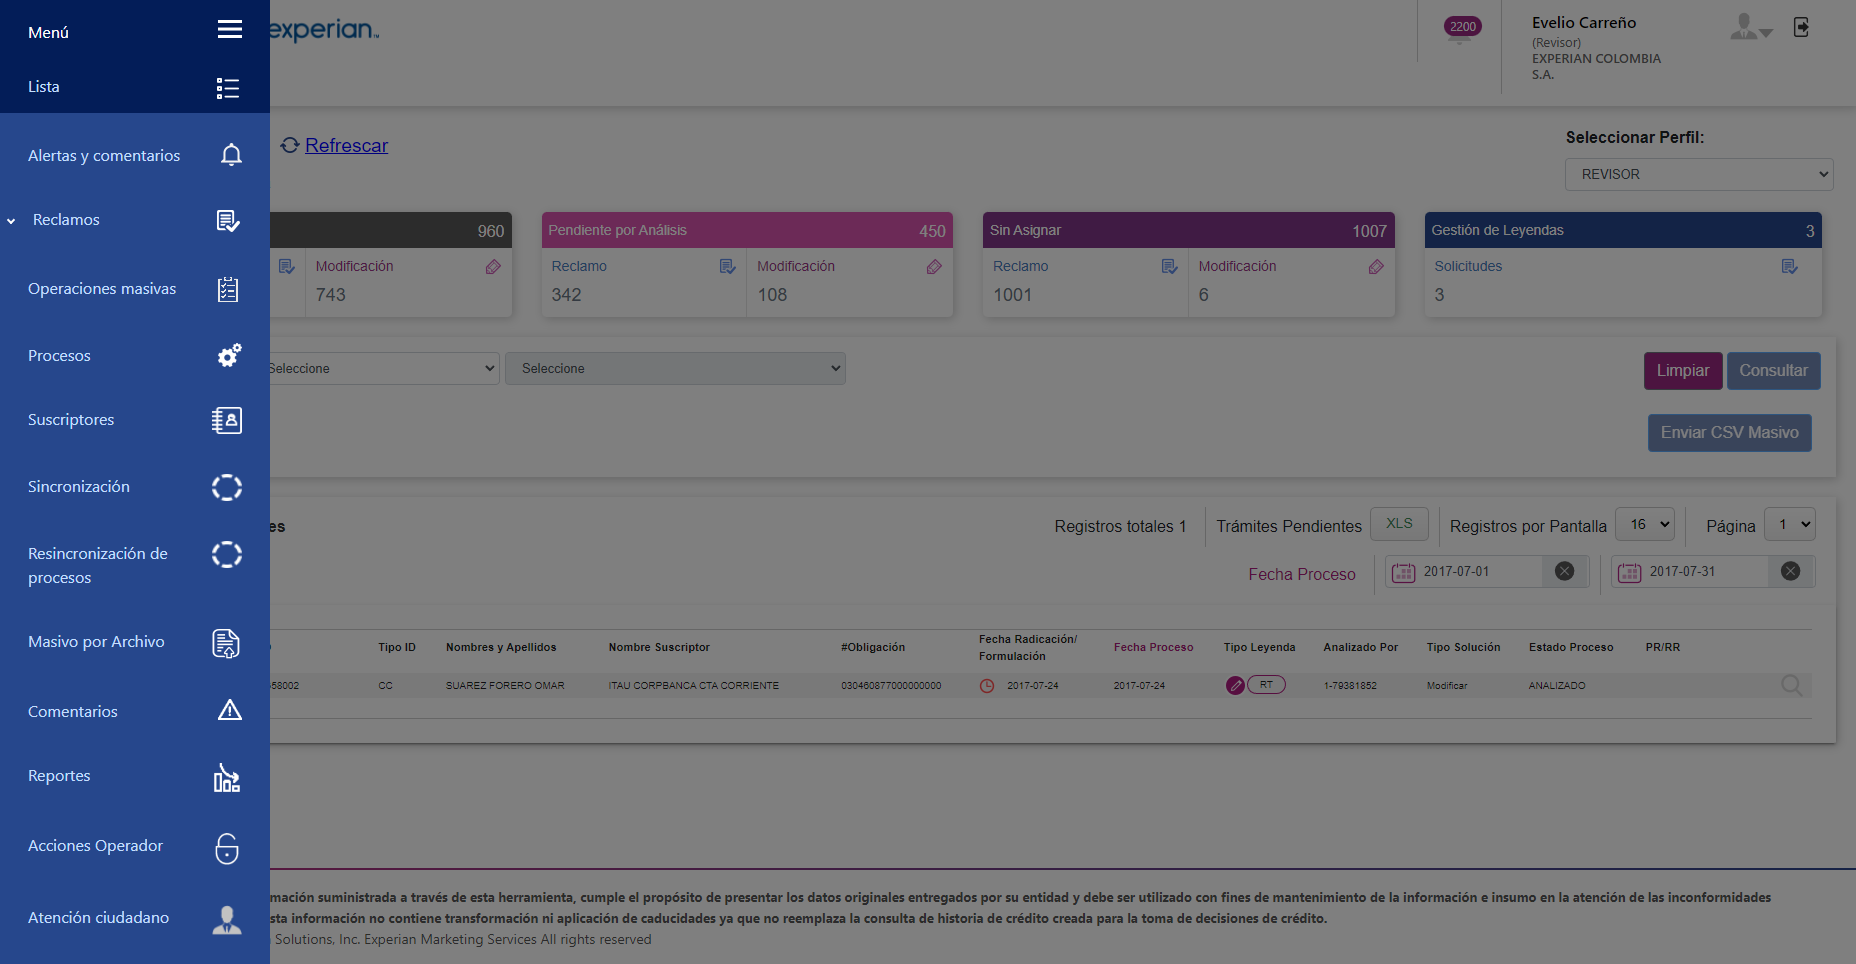 Menú
Lista
Alertas y comentarios
Reclamos
Operaciones masivas
Procesos
Suscriptores
Sincronización
Resincronización de
procesos
Masivo por Archivo
Comentarios
Reportes
Acciones Operador
Atención ciudadano
experian™
2200
Evelio Carreño
(Revisor)
EXPERIAN COLOMBIA
S.A.
Refrescar
Seleccionar Perfil:
REVISOR
960
Modificación
743
Pendiente por Análisis 450
Reclamo Modificación
342 108
Sin Asignar 1007
Reclamo Modificación
1001 6
Gestión de Leyendas 3
Solicitudes
3
Seleccione Seleccione
Limpiar Consultar
Enviar CSV Masivo
es
Registros totales 1 Trámites Pendientes XLS Registros por Pantalla 16 Página 1
Fecha Proceso 2017-07-01 2017-07-31
Tipo ID Nombres y Apellidos Nombre Suscriptor #Obligación Fecha Radicación/ Formulación Fecha Proceso Tipo Leyenda Analizado Por Tipo Solución Estado Proceso PR/RR
58002 CC SUAREZ FORERO OMAR ITAU CORPBANCA CTA CORRIENTE 030460877000000000 2017-07-24 2017-07-24 RT 1-79381852 Modificar ANALIZADO
mación suministrada a través de esta herramienta, cumple el propósito de presentar los datos originales entregados por su entidad y debe ser utilizado con fines de mantenimiento de la información e insumo en la atención de las inconformidades
sta información no contiene transformación ni aplicación de caducidades ya que no reemplaza la consulta de historia de crédito creada para la toma de decisiones de crédito.
Solutions, Inc. Experian Marketing Services All rights reserved